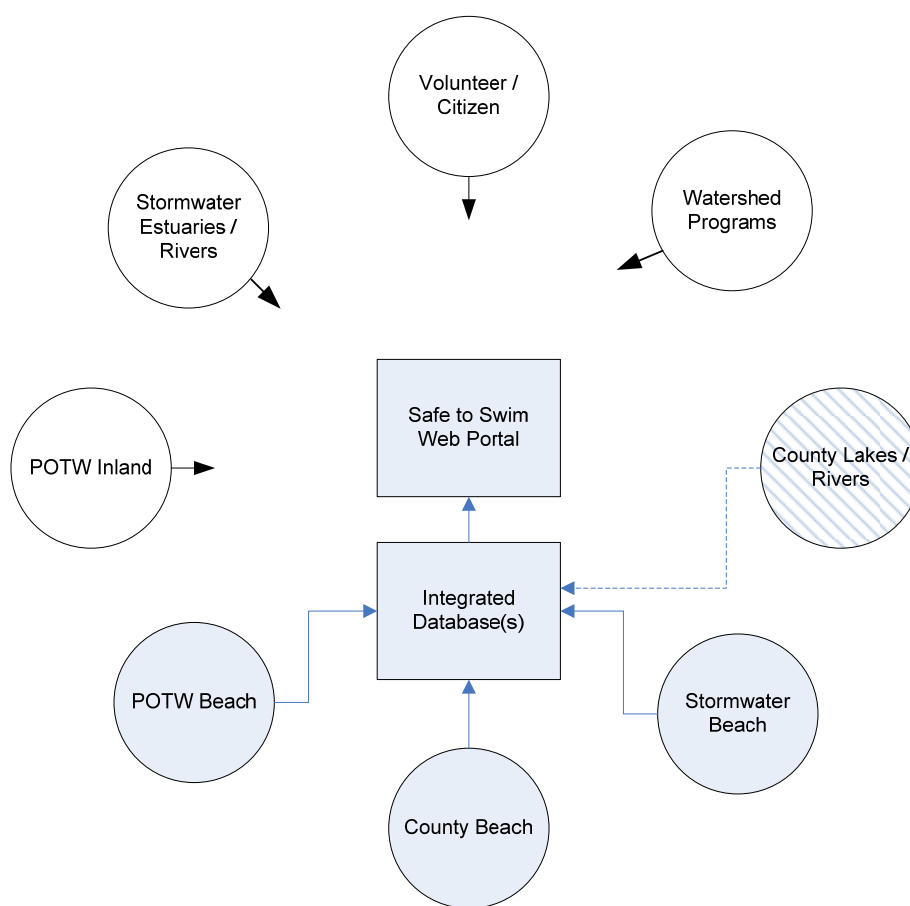 Volunteer /
Citizen
Stormwater
Estuaries /
Rivers
Watershed
Programs
POTW Inland
Safe to Swim
Web Portal
County Lakes /
Rivers
Integrated
Database(s)
POTW Beach
Stormwater
Beach
County Beach